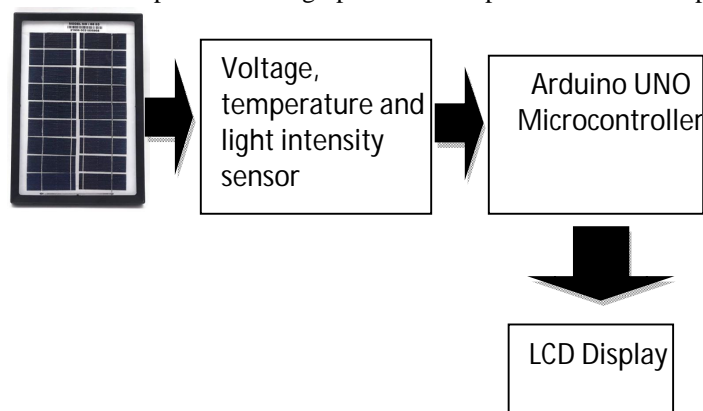 Voltage,
temperature and
light intensity
sensor
Arduino UNO
Microcontroller
LCD Display